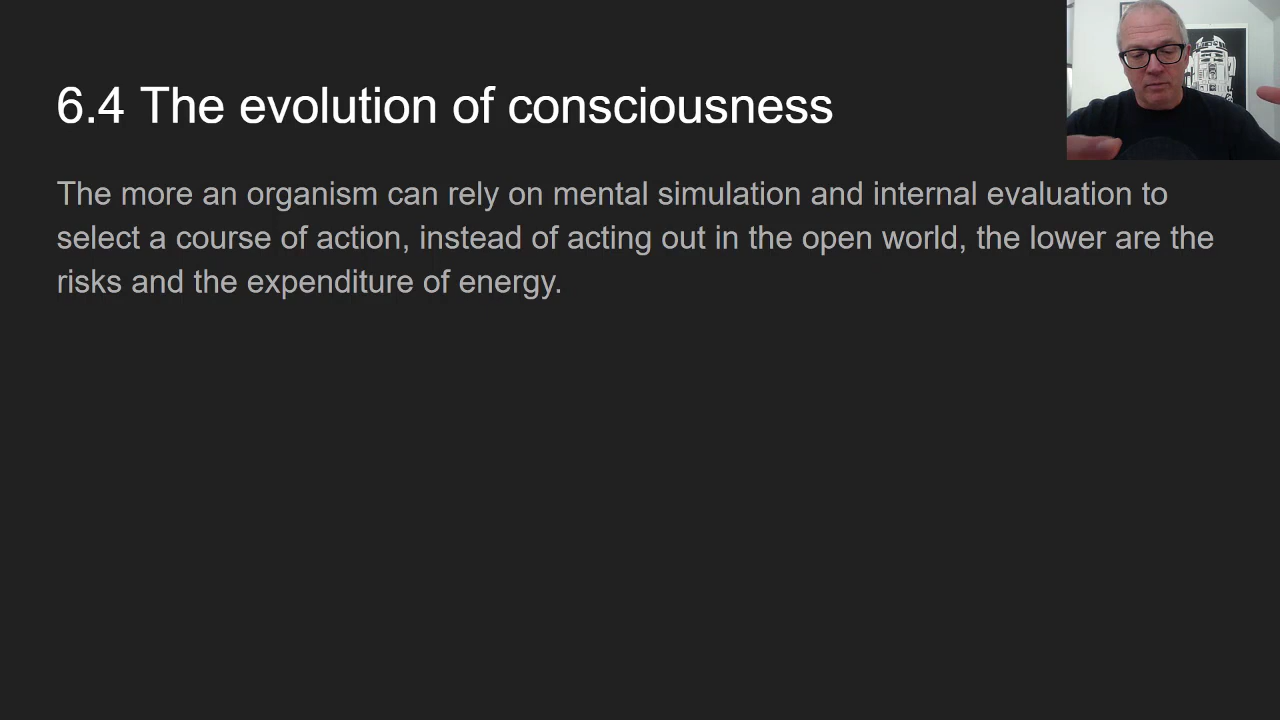 6.4 The evolution of consciousness
The more an organism can rely on mental simulation and internal evaluation to
select a course of action, instead of acting out in the open world, the lower are the
risks and the expenditure of energy.